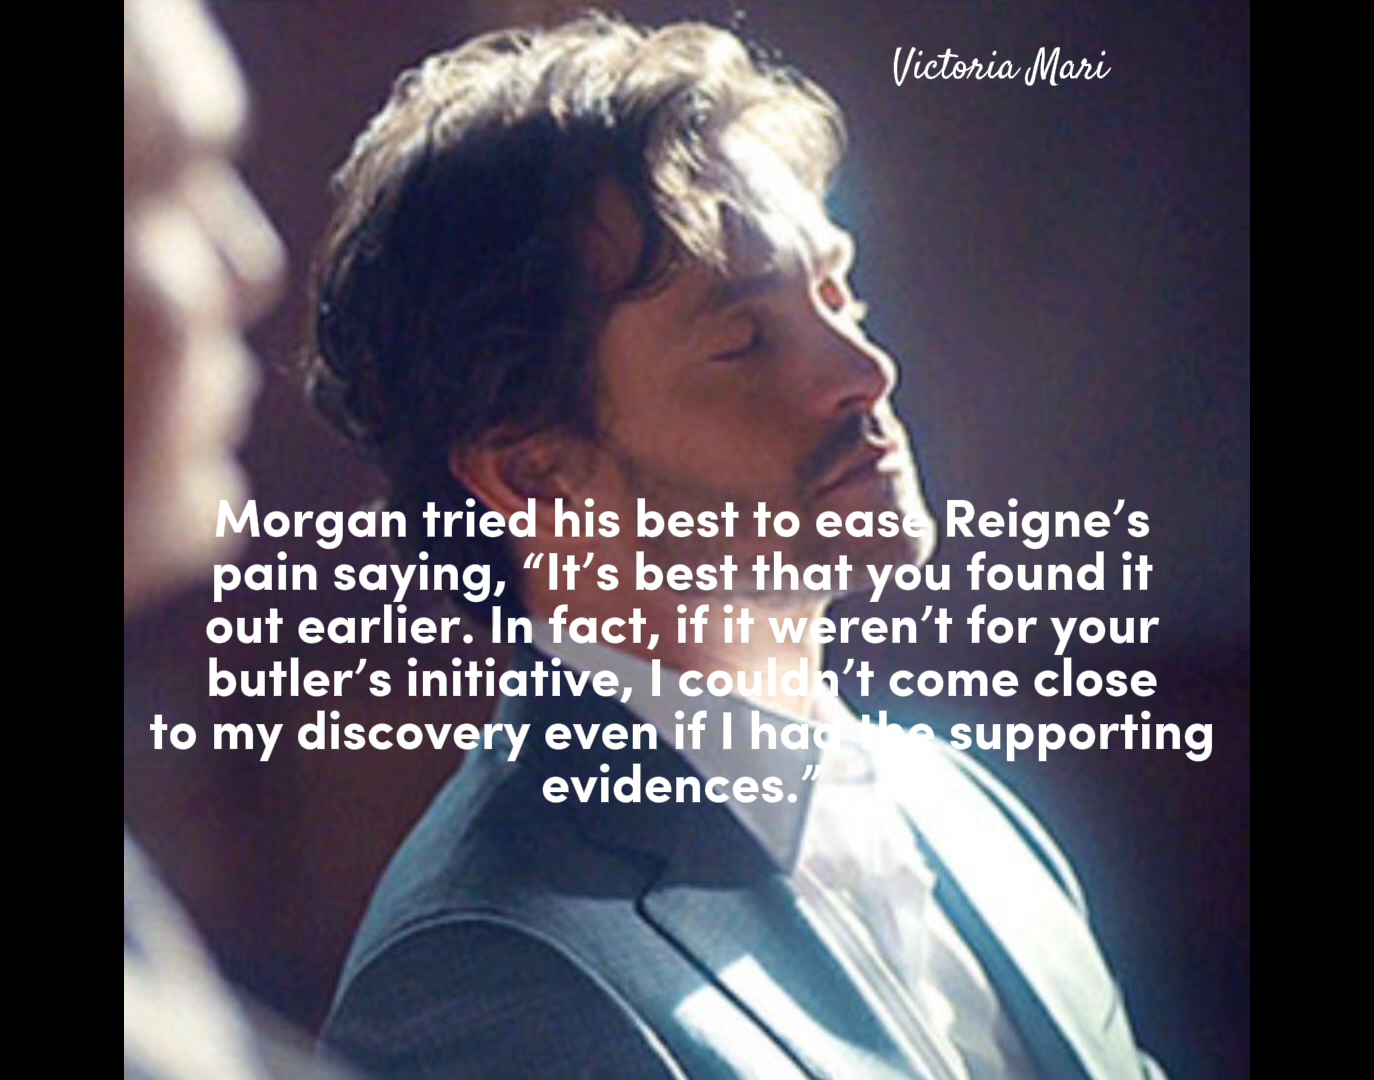 Victoria Mari
Morgan tried his best to ease Reigne’s
pain saying, “It’s best that you found it
out earlier. In fact, if it weren’t for your
butler’s initiative, I couldn’t come close
to my discovery even if I had the supporting
evidences.”